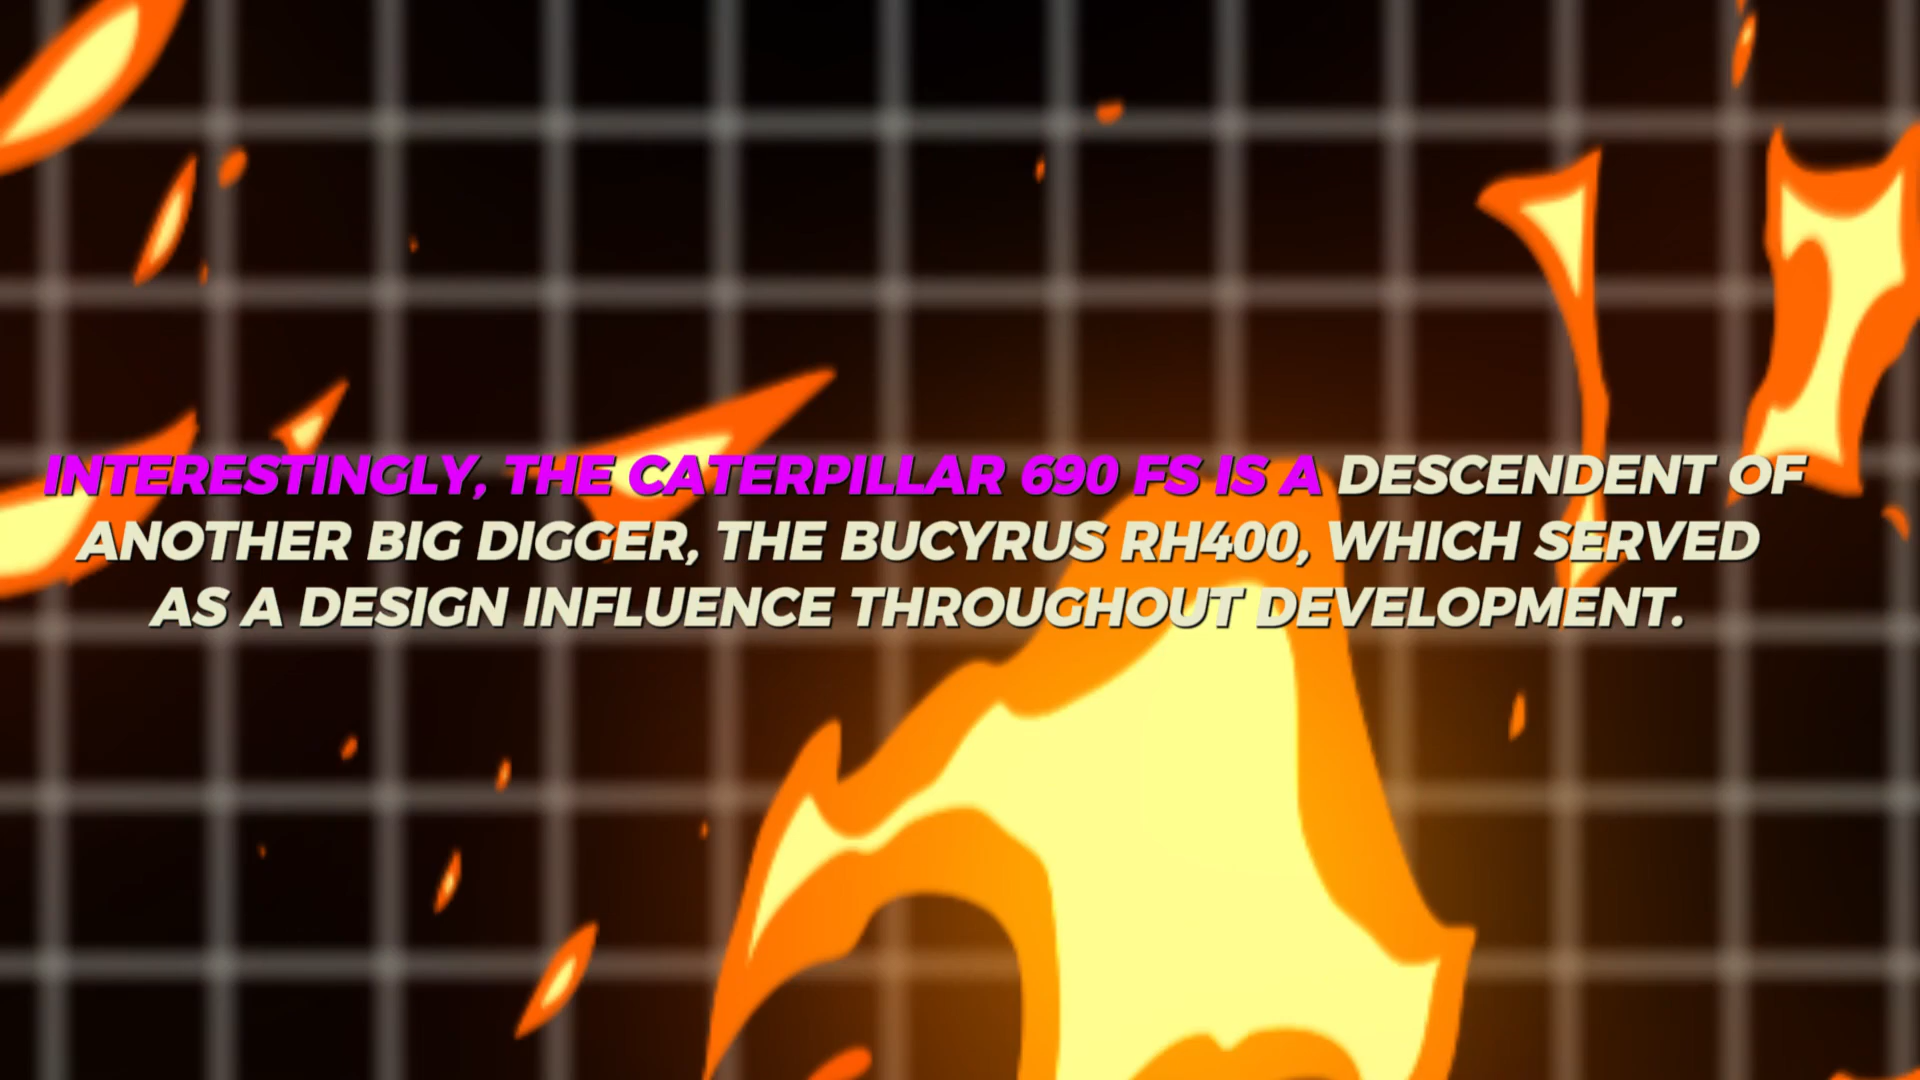 INTERESTINGLY, THE CATERPILLAR 690 FS IS A DESCENDENT OF
ANOTHER BIG DIGGER, THE BUCYRUS RH400, WHICH SERVED
AS A DESIGN INFLUENCE THROUGHOUT DEVELOPMENT.